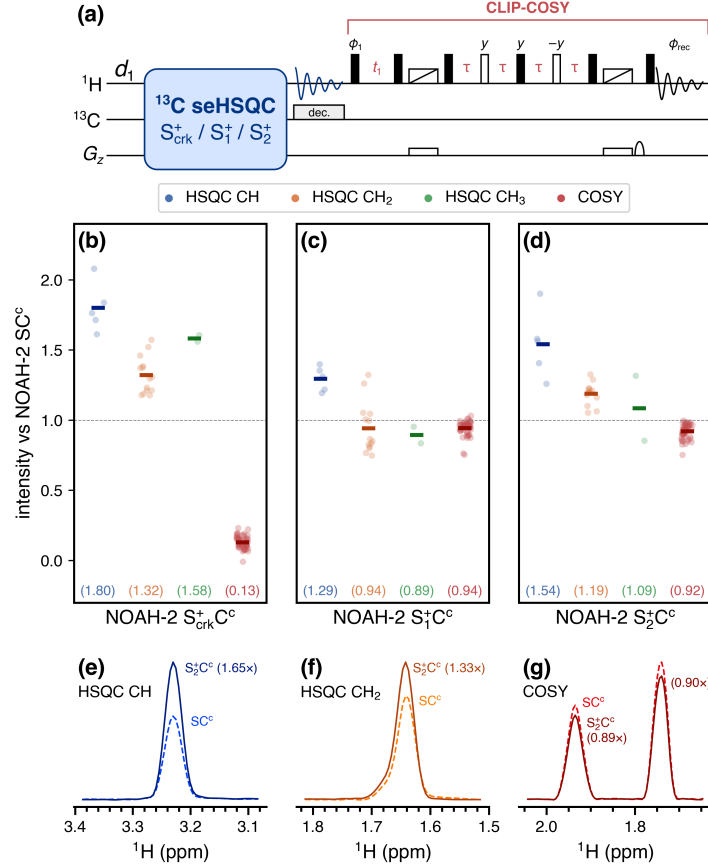 (a)
CLIP-COSY
ϕ1 y y −y ϕrec
d1 t1 τ τ τ τ
1H
13C seHSQC
S+crk / S+1 / S+2
13C
dec.
Gz
HSQC CH HSQC CH2 HSQC CH3 COSY
(b) (c) (d)
intensity vs NOAH-2 SCc
2.0
1.5
1.0
0.5
0.0
(1.80) (1.32) (1.58) (0.13)
(1.29) (0.94) (0.89) (0.94)
(1.54) (1.19) (1.09) (0.92)
NOAH-2 S+crkCc
NOAH-2 S+1Cc
NOAH-2 S+2Cc
(e)
HSQC CH
S+2Cc (1.65×)
SCc
3.4 3.3 3.2 3.1
1H (ppm)
(f)
HSQC CH2
S+2Cc (1.33×)
SCc
1.8 1.7 1.6 1.5
1H (ppm)
(g)
COSY
(0.90×)
SCc
S+2Cc
(0.89×)
2.0 1.8
1H (ppm)